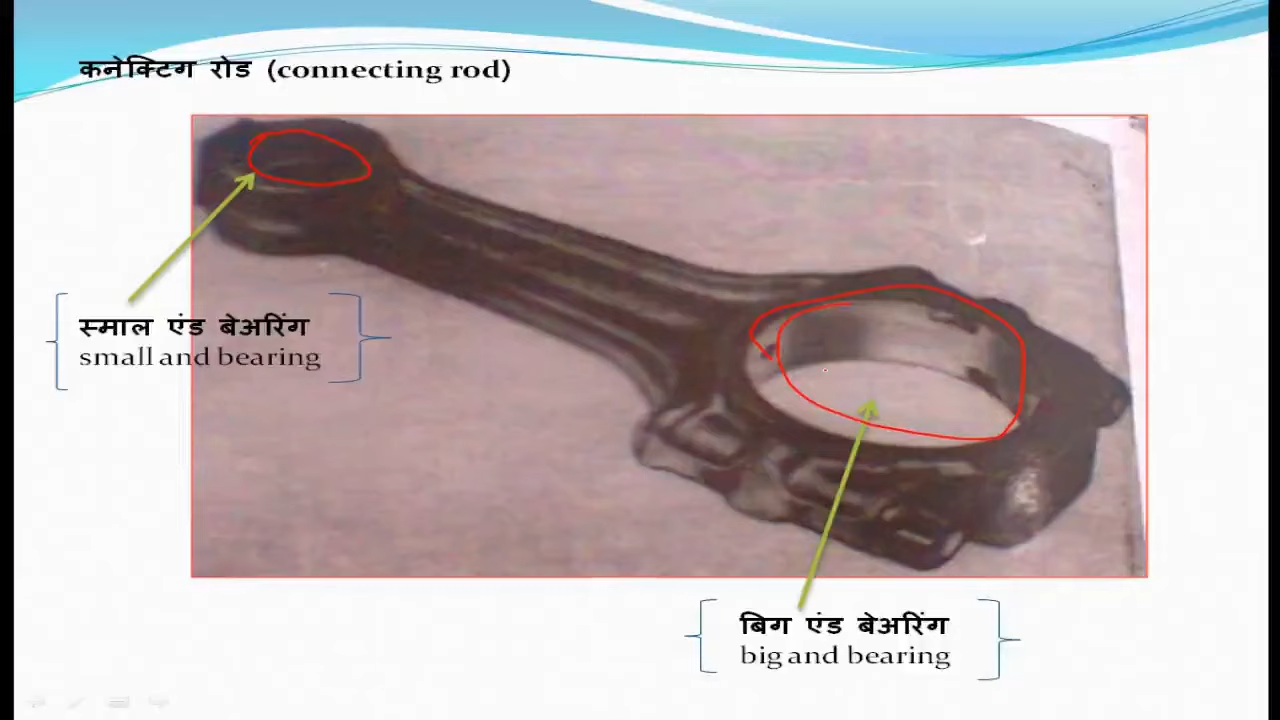 कनेक्टिग रोड (connecting rod)
स्माल एंड बेअरिंग
small and bearing
बिग एंड बेअरिंग
big and bearing